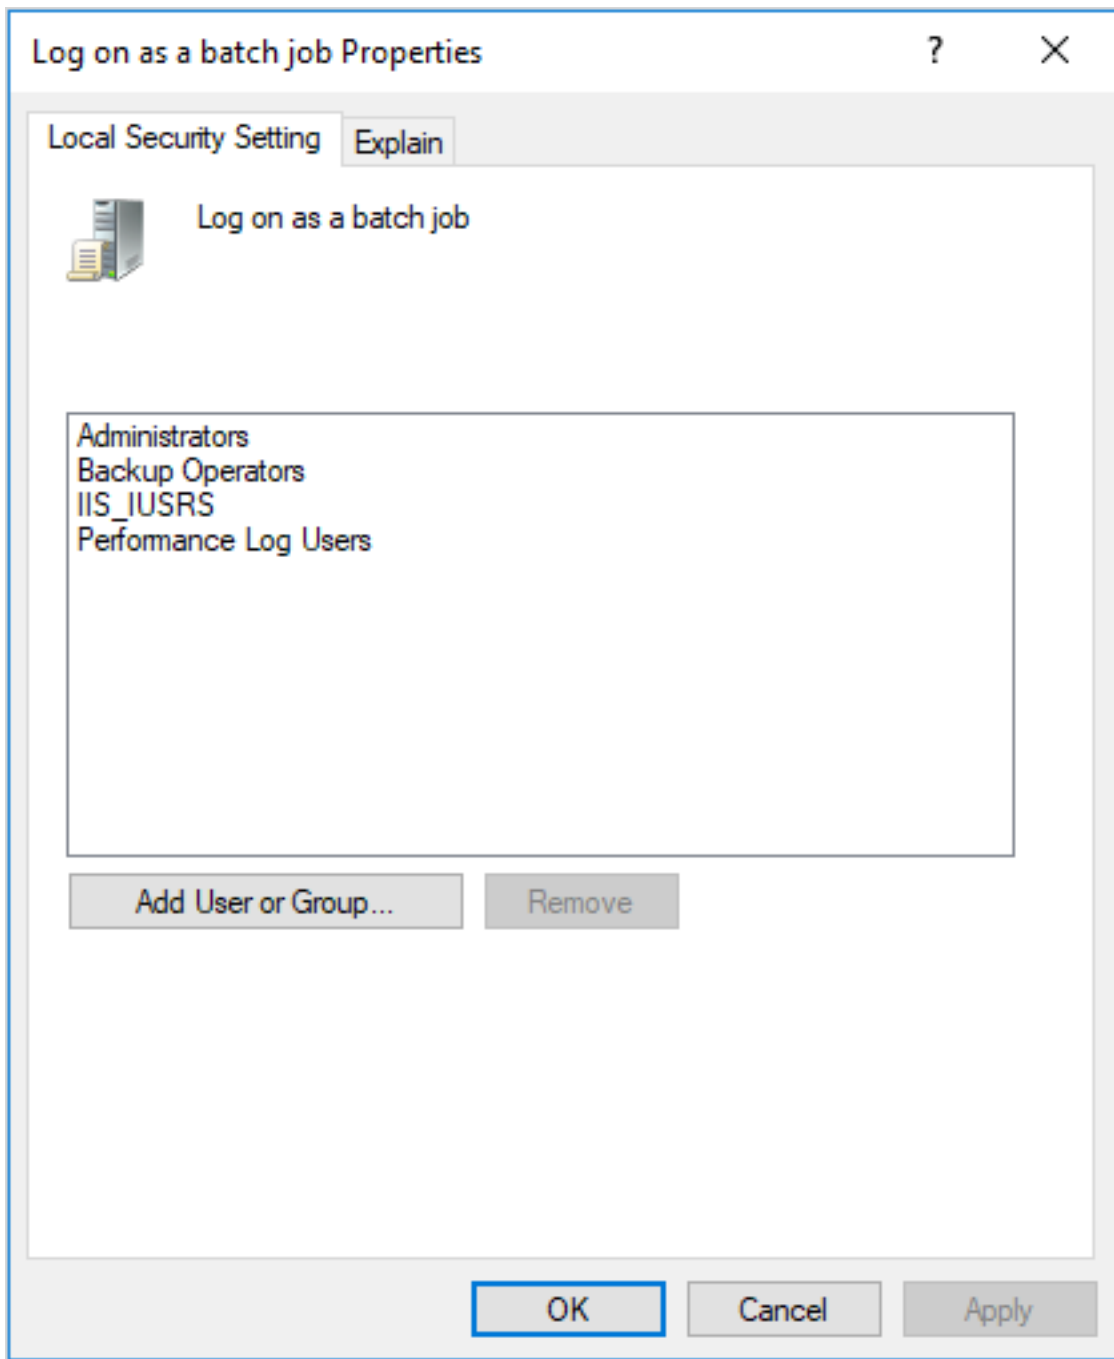 Log on as a batch job Properties
?
Local Security Setting
Explain
Log on as a batch job
Administrators
Backup Operators
IIS_IUSRS
Performance Log Users
Add User or Group...
Remove
OK
Cancel
Apply